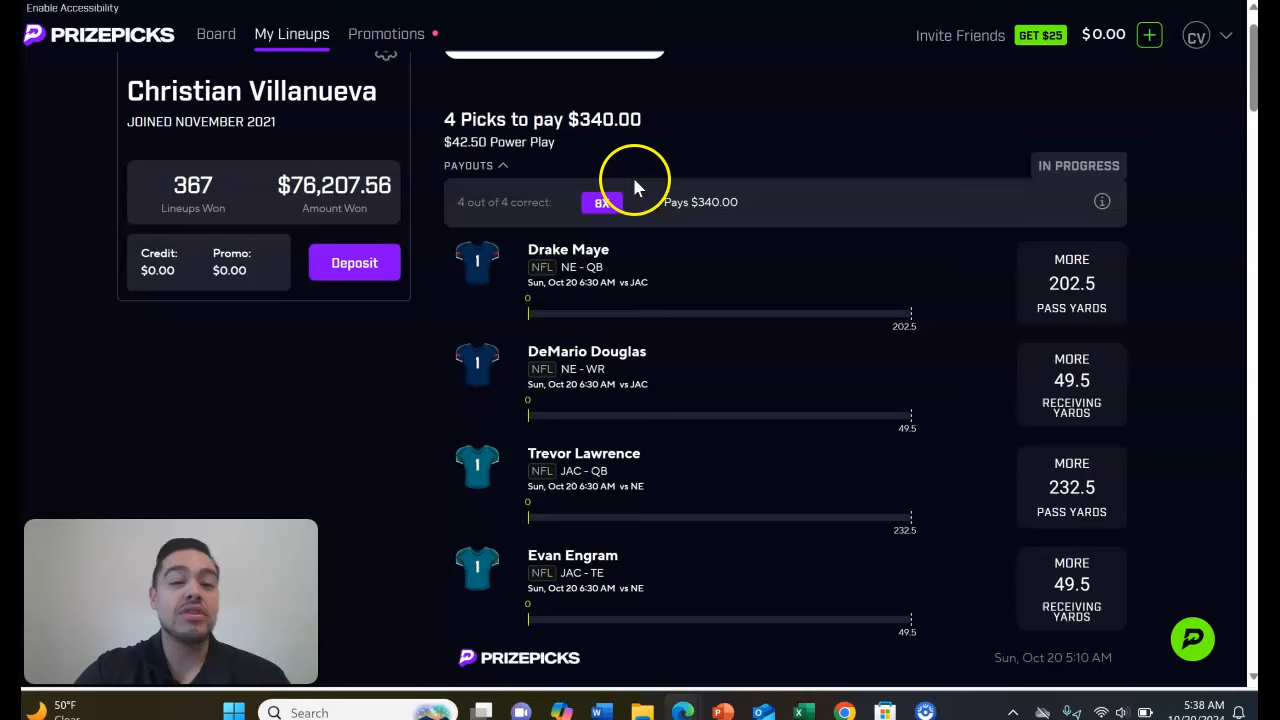 Enable Accessibility
PRIZEPICKS Board My Lineups Promotions Invite Friends GET $25 $0.00 + CV
Christian Villanueva
JOINED NOVEMBER 2021
367 $76,207.56
Lineups Won Amount Won
Credit: Promo:
$0.00 $0.00
Deposit
4 Picks to pay $340.00
$42.50 Power Play
PAYOUTS
IN PROGRESS
4 out of 4 correct: 8X Pays $340.00
1
Drake Maye
NFL NE - QB
Sun, Oct 20 6:30 AM vs JAC
0
202.5
MORE
202.5
PASS YARDS
1
DeMario Douglas
NFL NE - WR
Sun, Oct 20 6:30 AM vs JAC
0
49.5
MORE
49.5
RECEIVING
YARDS
1
Trevor Lawrence
NFL JAC - QB
Sun, Oct 20 6:30 AM vs NE
0
232.5
MORE
232.5
PASS YARDS
1
Evan Engram
NFL JAC - TE
Sun, Oct 20 6:30 AM vs NE
0
49.5
MORE
49.5
RECEIVING
YARDS
PRIZEPICKS
Sun, Oct 20 5:10 AM
50°F
Clear
Search
5:38 AM
10/20/2024